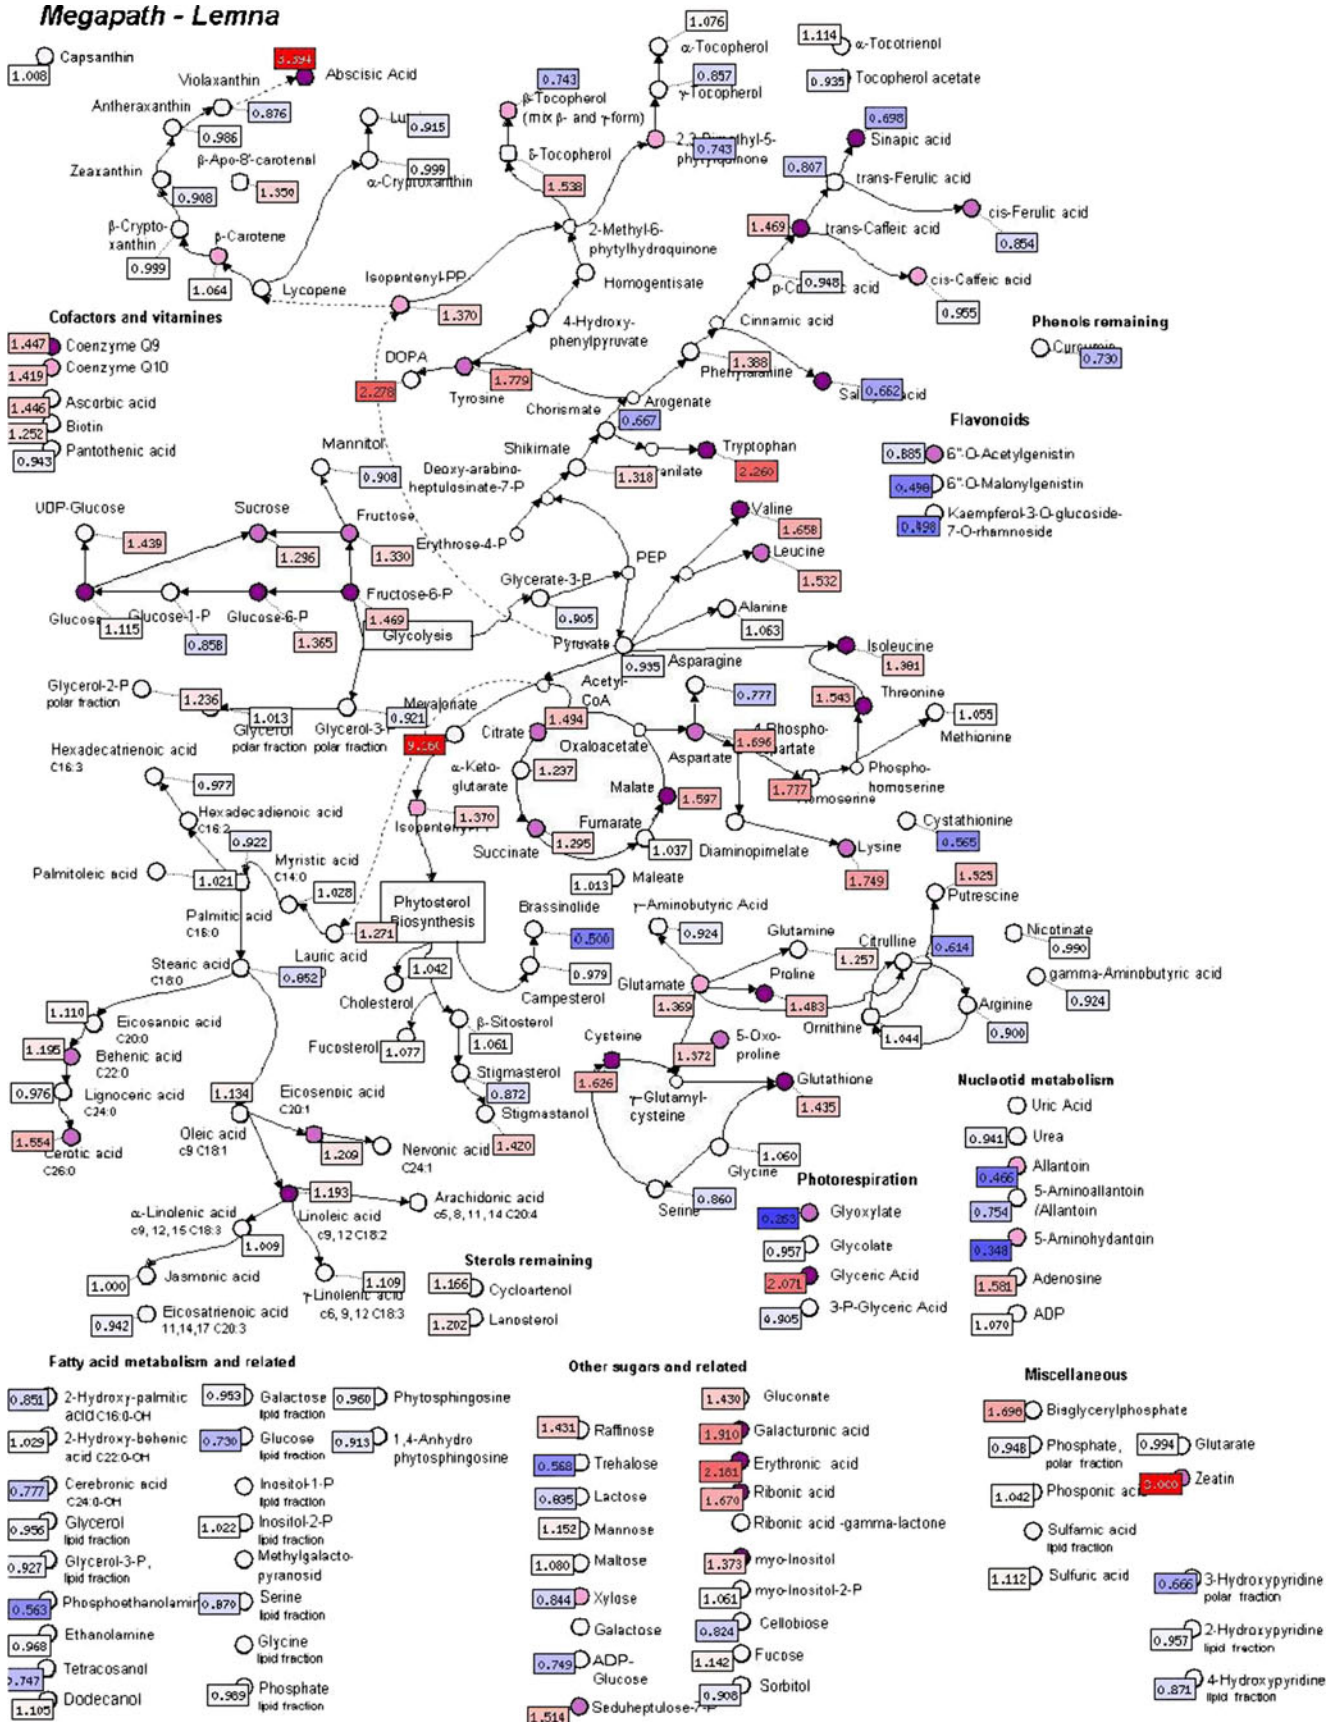 Megapath - Lemna
Capsanthin
1.008
Violaxanthin
Abscisic Acid
Antheraxanthin
0.876
0.986
Zeaxanthin
β-Apo-8'-carotenal
1.350
0.908
β-Crypto-
xanthin
0.999
β-Carotene
1.064
Lycopene
0.915
α-Cryptoxanthin
0.999
0.743
β-Tocopherol
(mix β- and γ-form)
δ-Tocopherol
1.538
1.076
α-Tocopherol
0.857
γ-Tocopherol
0.743
1.114
α-Tocotrienol
0.935
Tocopherol acetate
0.698
Sinapic acid
0.807
trans-Ferulic acid
cis-Ferulic acid
0.854
1.469
trans-Caffeic acid
cis-Caffeic acid
0.955
0.948
2-Methyl-6-
phytylhydroquinone
Homogentisate
Isopentenyl-PP
1.370
4-Hydroxy-
phenylpyruvate
Cinnamic acid
Phenylalanine
1.388
0.662
DOPA
2.278
Tyrosine
1.779
Chorismate
Arogenate
0.667
Shikimate
1.318
Tryptophan
2.260
Deoxy-arabino-
heptulosinate-7-P
Erythrose-4-P
PEP
Cofactors and vitamines
1.447 Coenzyme Q9
1.419 Coenzyme Q10
1.446 Ascorbic acid
1.252 Biotin
0.943 Pantothenic acid
Phenols remaining
Curcumin
0.730
Flavonoids
0.885 6''-O-Acetylgenistin
0.498 6''-O-Malonylgenistin
0.498 Kaempferol-3-O-glucoside-
7-O-rhamnoside
Mannitol
0.908
UDP-Glucose
1.439
Sucrose
1.296
Fructose
1.330
Glucose
1.115
Glucose-1-P
0.858
Glucose-6-P
1.365
Fructose-6-P
1.469
Glycolysis
Glycerate-3-P
0.905
Valine
1.658
Leucine
1.532
Alanine
1.063
Pyruvate
0.935
Isoleucine
1.381
Asparagine
0.777
Threonine
1.543
1.055
Methionine
Glycerol-2-P
polar fraction
1.236
Glycerol
polar fraction
1.013
Glycerol-3-P
polar fraction
0.921
Mevalonate
9.160
Acetyl-
CoA
Citrate
1.494
Oxaloacetate
Aspartate
1.696
1.777
Homoserine
Phospho-
homoserine
α-Keto-
glutarate
1.237
Malate
1.597
Fumarate
1.037
Succinate
1.295
Diaminopimelate
Lysine
1.749
Cystathionine
0.565
Isopentenyl-PP
1.370
Hexadecatrienoic acid
C16:3
0.977
Hexadecadienoic acid
C16:2
0.922
Palmitoleic acid
1.021
Myristic acid
C14:0
1.028
Palmitic acid
C16:0
Lauric acid
1.271
Stearic acid
C18:0
0.852
Phytosterol
Biosynthesis
1.013
Maleate
Brassinolide
0.500
0.979
Campesterol
1.042
Cholesterol
Fucosterol
1.077
β-Sitosterol
1.061
Stigmasterol
0.872
Stigmastanol
1.420
γ-Aminobutyric Acid
0.924
Glutamine
1.257
Citrulline
0.614
1.525
Putrescine
Nicotinate
0.990
gamma-Aminobutyric acid
0.924
Glutamate
1.369
Proline
1.483
Ornithine
1.044
Arginine
0.900
Cysteine
1.626
1.372
5-Oxo-
proline
γ-Glutamyl-
cysteine
Glutathione
1.435
Glycine
1.060
Serine
0.860
1.110
Eicosanoic acid
C20:0
1.195
Behenic acid
C22:0
0.976
Lignoceric acid
C24:0
1.554
Cerotic acid
C26:0
1.134
Oleic acid
c9 C18:1
Eicosenoic acid
C20:1
1.209
Nervonic acid
C24:1
1.193
Linoleic acid
c9, 12 C18:2
Arachidonic acid
c5, 8, 11, 14 C20:4
α-Linolenic acid
c9, 12, 15 C18:3
1.009
1.000
Jasmonic acid
γ-Linolenic acid
c6, 9, 12 C18:3
1.109
0.942
Eicosatrienoic acid
11,14,17 C20:3
Sterols remaining
1.166 Cycloartenol
1.202 Lanosterol
Photorespiration
0.263 Glyoxylate
0.957 Glycolate
2.071 Glyceric Acid
0.905 3-P-Glyceric Acid
Nucleotid metabolism
Uric Acid
0.941 Urea
0.466 Allantoin
0.754 5-Aminoallantoin
/Allantoin
0.348 5-Aminohydantoin
1.581 Adenosine
1.070 ADP
Fatty acid metabolism and related
0.851 2-Hydroxy-palmitic
acid C16:0-OH
1.029 2-Hydroxy-behenic
acid C22:0-OH
0.777 Cerebronic acid
C24:0-OH
0.956 Glycerol
lipid fraction
0.927 Glycerol-3-P,
lipid fraction
0.563 Phosphoethanolamin
0.968 Ethanolamine
0.747 Tetracosanol
1.105 Dodecanol
0.953 Galactose
lipid fraction
0.730 Glucose
lipid fraction
Inositol-1-P
lipid fraction
1.022 Inositol-2-P
lipid fraction
Methylgalacto-
pyranosid
0.870 Serine
lipid fraction
Glycine
lipid fraction
0.989 Phosphate
lipid fraction
0.960 Phytosphingosine
0.913 1,4-Anhydro
phytosphingosine
Other sugars and related
1.431 Raffinose
0.568 Trehalose
0.835 Lactose
1.152 Mannose
1.080 Maltose
0.844 Xylose
Galactose
0.749 ADP-
Glucose
1.514 Seduheptulose-7-P
1.430 Gluconate
1.910 Galacturonic acid
2.181 Erythronic acid
1.670 Ribonic acid
Ribonic acid -gamma-lactone
1.373 myo-Inositol
1.061 myo-Inositol-2-P
0.824 Cellobiose
1.142 Fucose
0.908 Sorbitol
Miscellaneous
1.698 Bisglycerylphosphate
0.948 Phosphate,
polar fraction
0.994 Glutarate
1.042 Phosphonic acid
Zeatin
Sulfamic acid
lipid fraction
1.112 Sulfuric acid
0.666 3-Hydroxypyridine
polar fraction
0.957 2-Hydroxypyridine
lipid fraction
0.871 4-Hydroxypyridine
lipid fraction